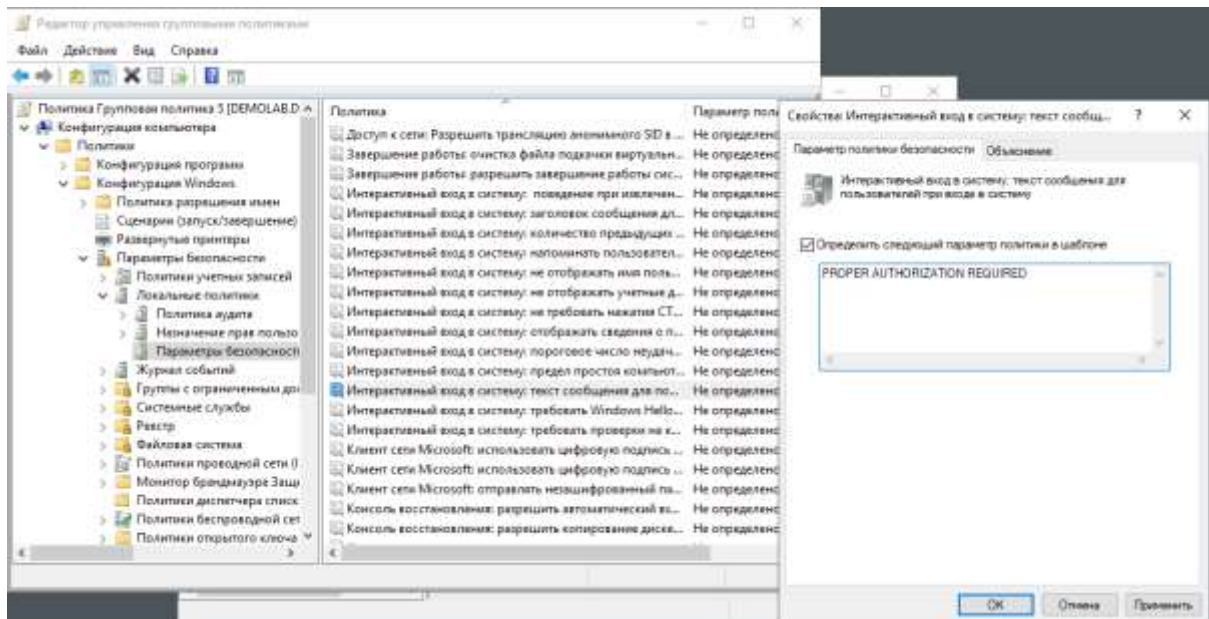 Редактор управления групповыми политиками
Файл Действие Вид Справка
Политика Групповая политика 3 [DEMOLAB.D
Конфигурация компьютера
Политики
Конфигурация программ
Конфигурация Windows
Политика разрешения имен
Сценарии (запуск/завершение)
Развернутые принтеры
Параметры безопасности
Политики учетных записей
Локальные политики
Политика аудита
Назначение прав пользо
Параметры безопасност
Журнал событий
Группы с ограниченным дос
Системные службы
Реестр
Файловая система
Политики проводной сети (I
Монитор брандмауэра Защи
Политики диспетчера списк
Политики беспроводной сет
Политики открытого ключа
Политика Параметр поли
Доступ к сети: Разрешить трансляцию анонимного SID в ... Не определено
Завершение работы: очистка файла подкачки виртуальн... Не определено
Завершение работы: разрешить завершение работы сис... Не определено
Интерактивный вход в систему: поведение при извлечен... Не определено
Интерактивный вход в систему: заголовок сообщения дл... Не определено
Интерактивный вход в систему: количество предыдущих ... Не определено
Интерактивный вход в систему: напоминать пользовател... Не определено
Интерактивный вход в систему: не отображать имя поль... Не определено
Интерактивный вход в систему: не отображать учетные д... Не определено
Интерактивный вход в систему: не требовать нажатия CT... Не определено
Интерактивный вход в систему: отображать сведения о п... Не определено
Интерактивный вход в систему: пороговое число неудач... Не определено
Интерактивный вход в систему: предел простоя компьют... Не определено
Интерактивный вход в систему: текст сообщения для по... Не определено
Интерактивный вход в систему: требовать Windows Hello... Не определено
Интерактивный вход в систему: требовать проверки на к... Не определено
Клиент сети Microsoft: использовать цифровую подпись ... Не определено
Клиент сети Microsoft: использовать цифровую подпись ... Не определено
Клиент сети Microsoft: отправлять незашифрованный па... Не определено
Консоль восстановления: разрешить автоматический вх... Не определено
Консоль восстановления: разрешить копирование диске... Не определено
Свойства: Интерактивный вход в систему: текст сообщ... ?
Параметр политики безопасности Объяснение
Интерактивный вход в систему: текст сообщения для
пользователей при входе в систему
Определить следующий параметр политики в шаблоне
PROPER AUTHORIZATION REQUIRED
ОК Отмена Применить